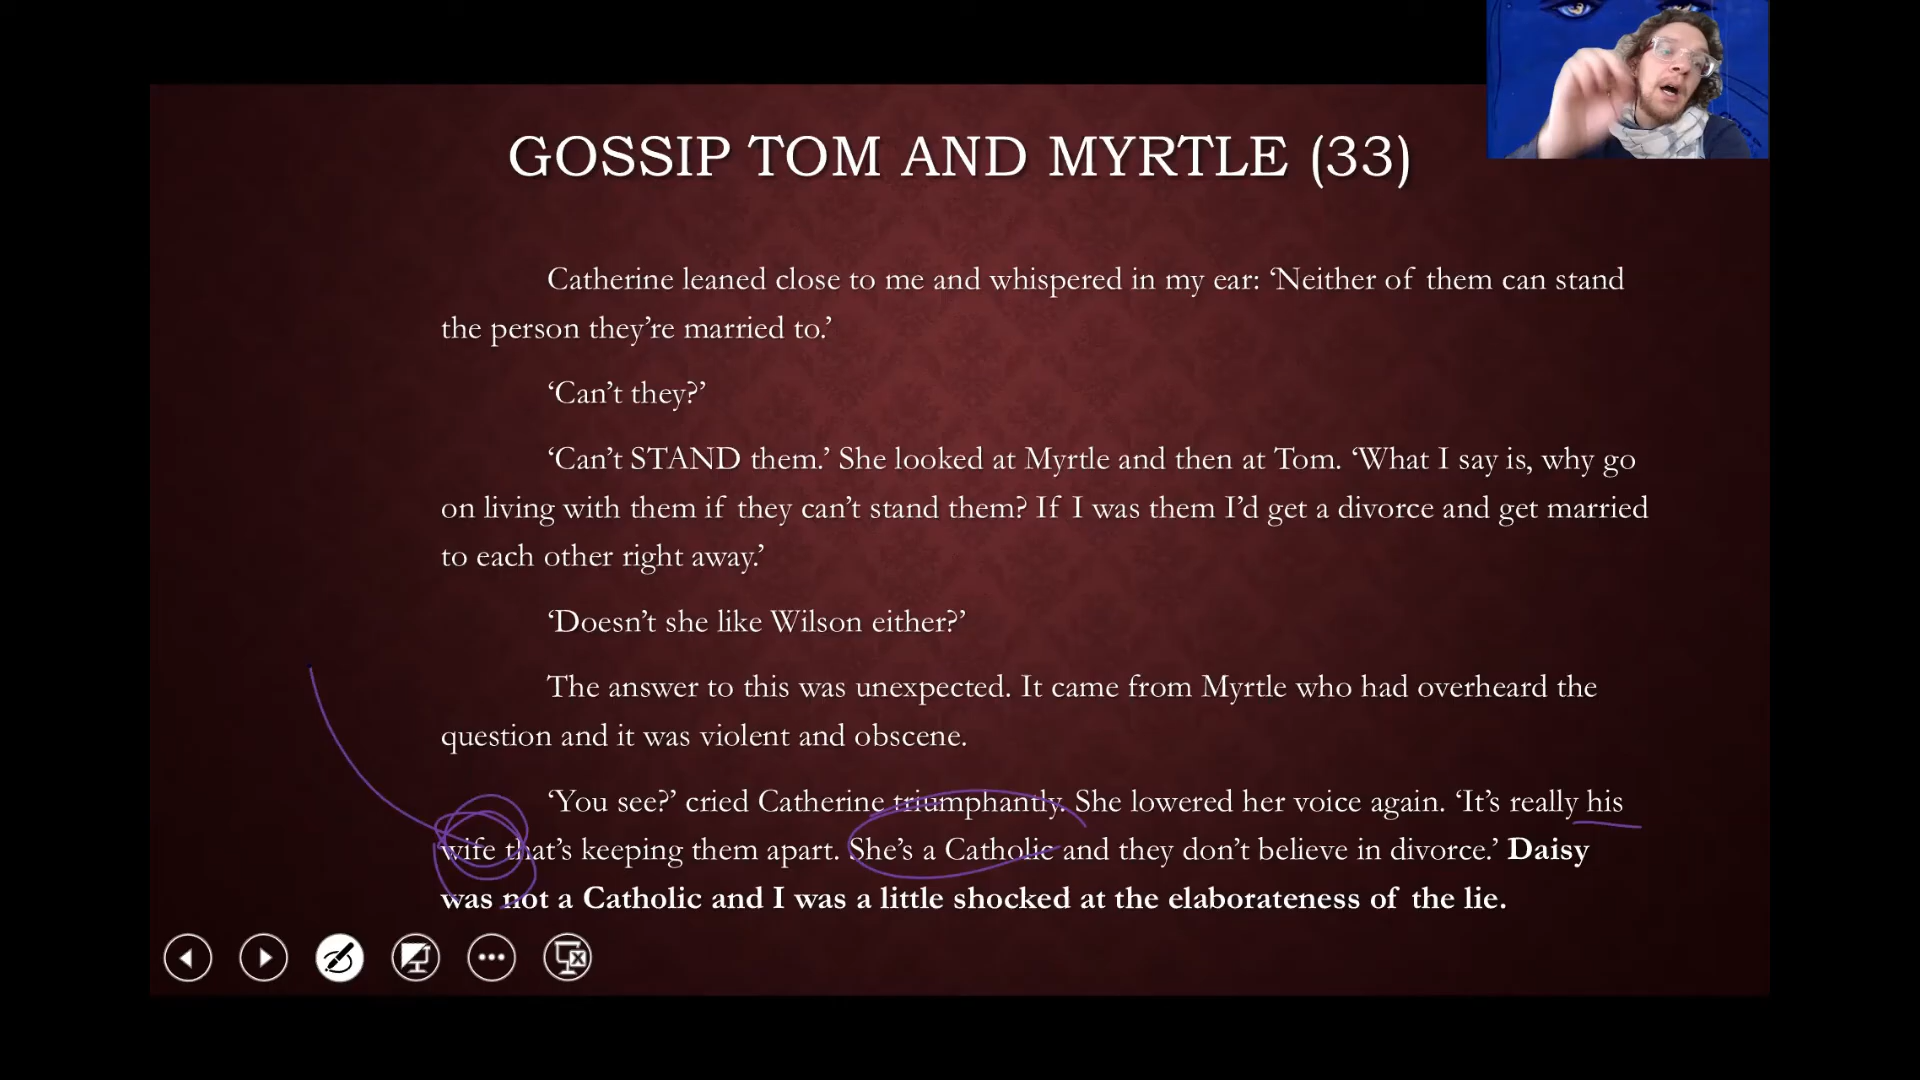 GOSSIP TOM AND MYRTLE (33)
Catherine leaned close to me and whispered in my ear: ‘Neither of them can stand
the person they’re married to.’
‘Can’t they?’
‘Can’t STAND them.’ She looked at Myrtle and then at Tom. ‘What I say is, why go
on living with them if they can’t stand them? If I was them I’d get a divorce and get married
to each other right away.’
‘Doesn’t she like Wilson either?’
The answer to this was unexpected. It came from Myrtle who had overheard the
question and it was violent and obscene.
‘You see?’ cried Catherine triumphantly. She lowered her voice again. ‘It’s really his
wife that’s keeping them apart. She’s a Catholic and they don’t believe in divorce.’ Daisy
was not a Catholic and I was a little shocked at the elaborateness of the lie.